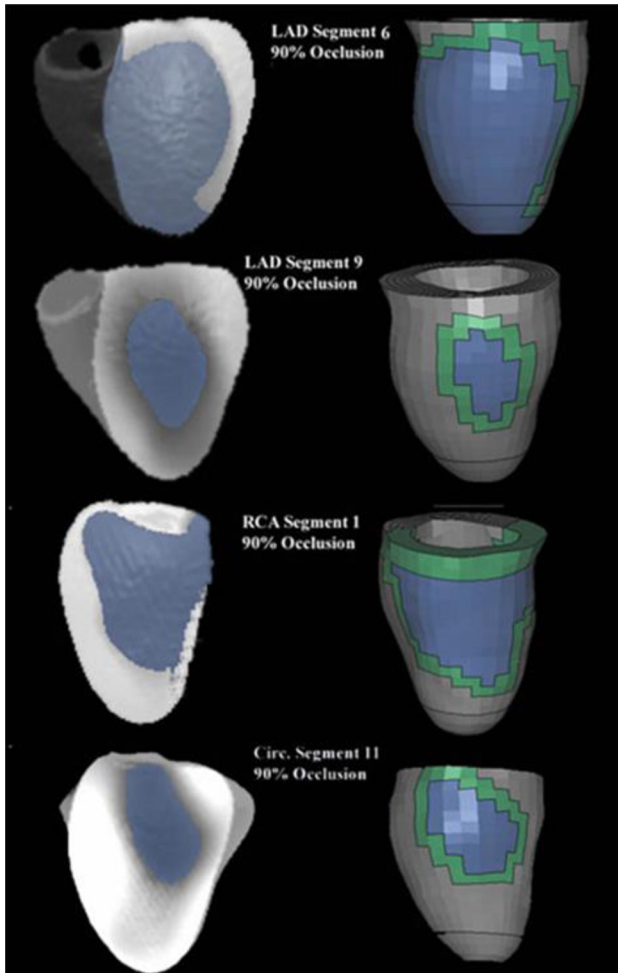 LAD Segment 6
90% Occlusion
LAD Segment 9
90% Occlusion
RCA Segment 1
90% Occlusion
Circ. Segment 11
90% Occlusion